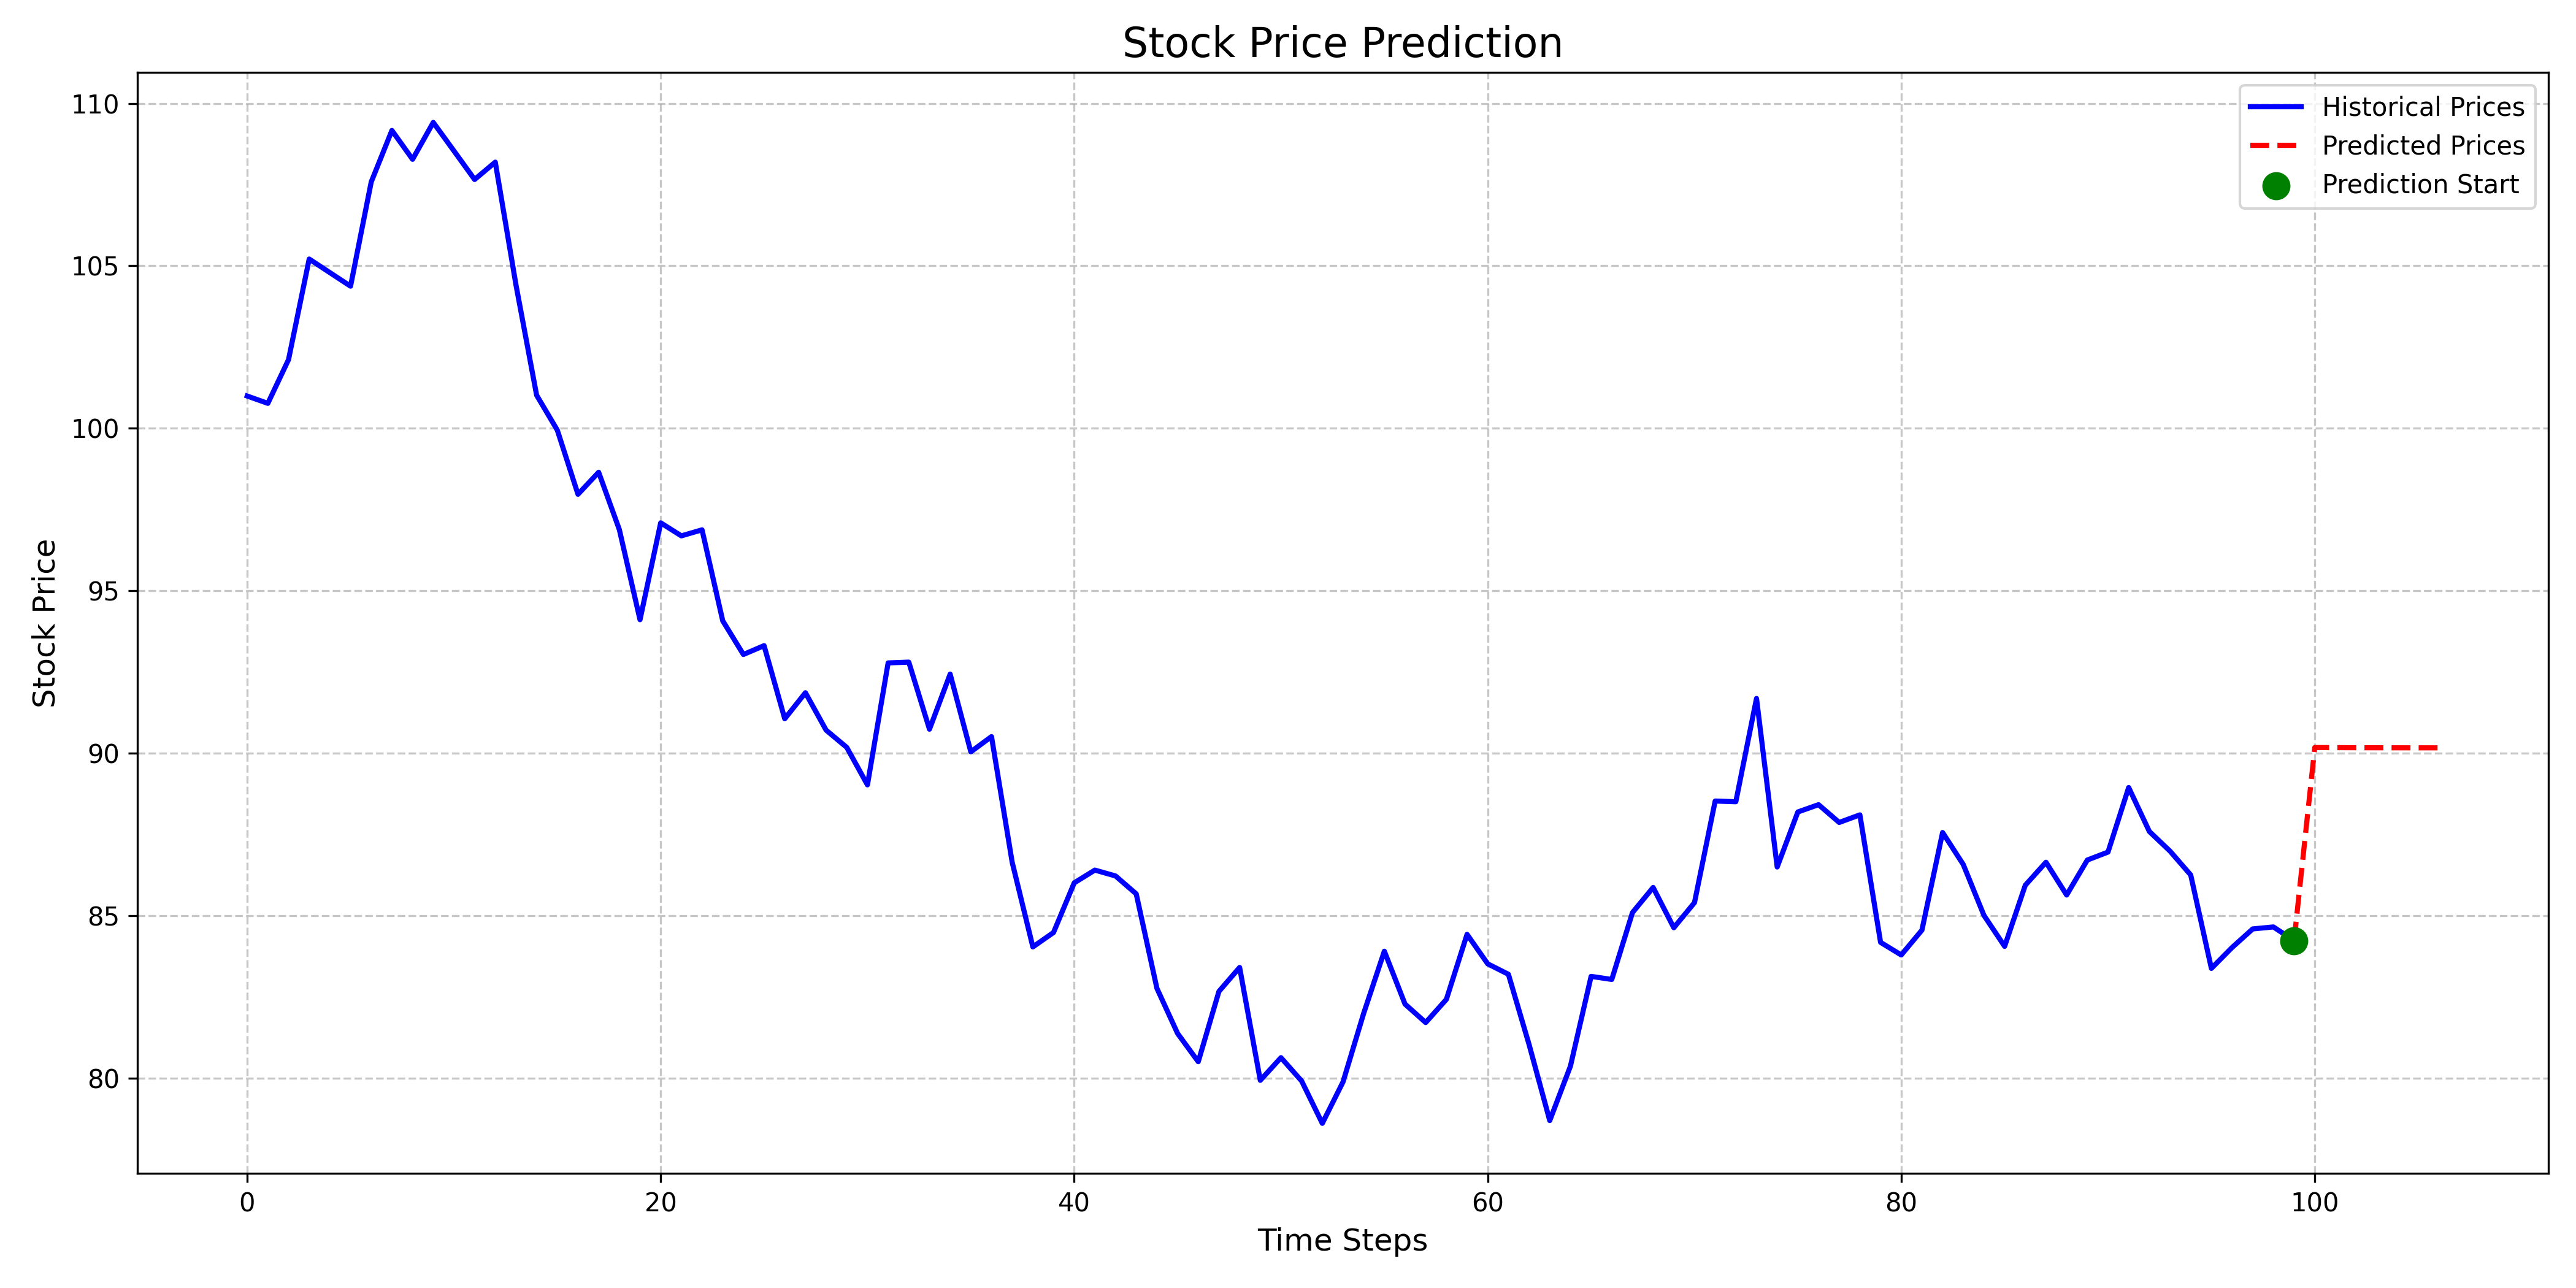 Stock Price Prediction
Historical Prices
Predicted Prices
Prediction Start
Stock Price
110
105
100
95
90
85
80
0 20 40 60 80 100
Time Steps